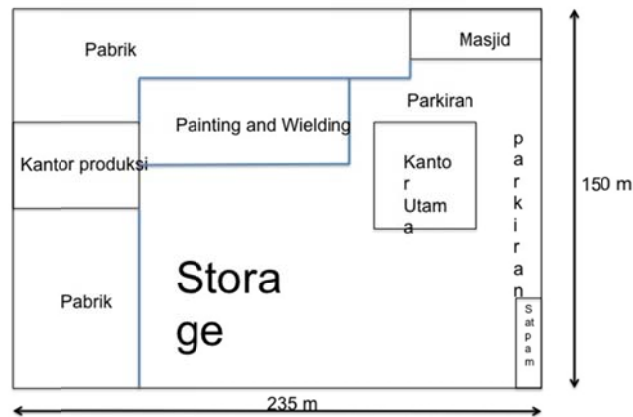 Masjid
Pabrik
Parkiran
Painting and Wielding
Kantor produksi
Kanto
r
Utam
a
p
a
r
k
i
r
a
n
150 m
Stora
ge
Pabrik
S
at
p
a
m
235 m